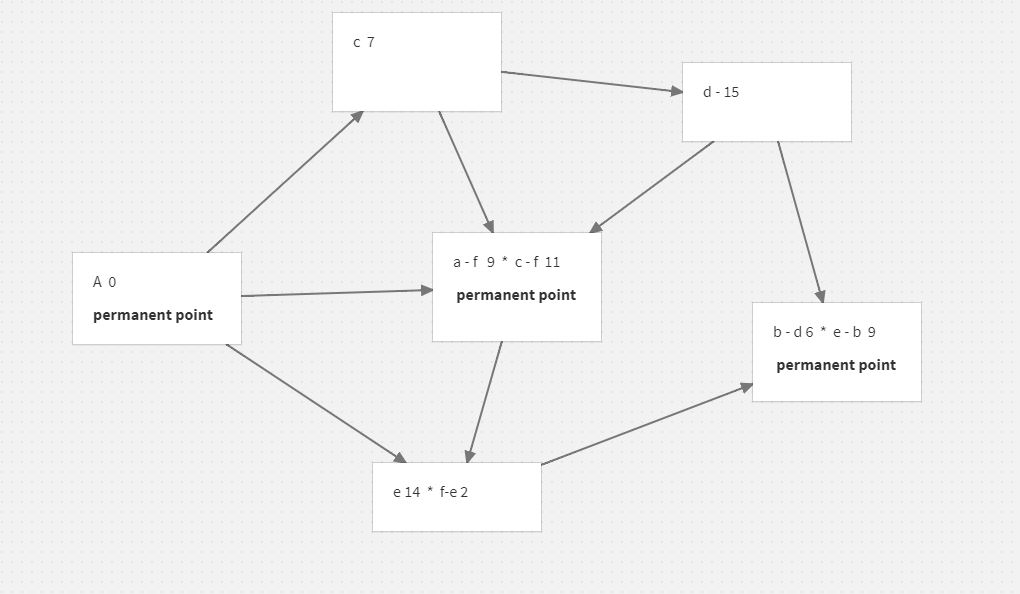 c 7
d - 15
A 0
permanent point
a - f 9 * c - f 11
permanent point
b - d 6 * e - b 9
permanent point
e 14 * f-e 2